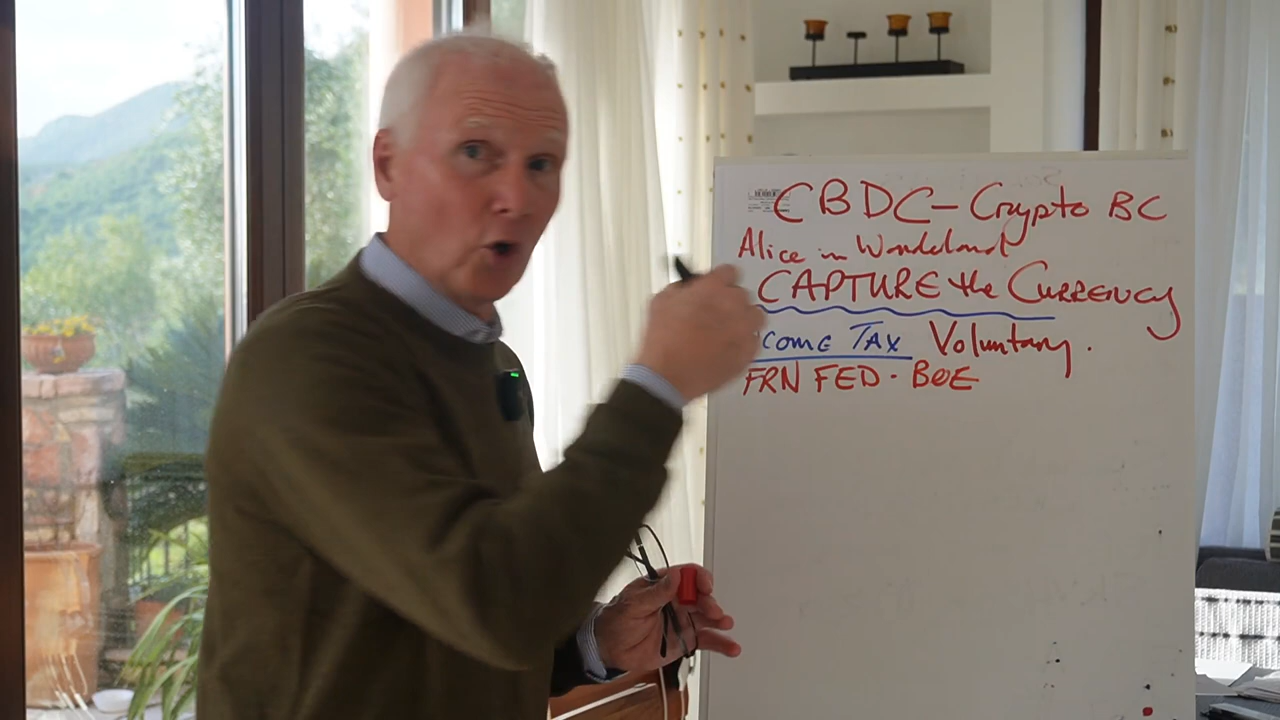 CBDC - Crypto BC
Alice in Wonderland
CAPTURE the CURRENCY
COME TAX Voluntary.
FRN FED. BOE